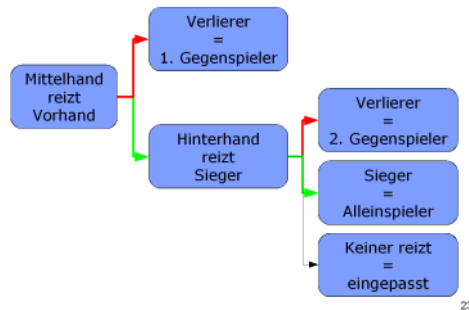 Mittelhand
reizt
Vorhand
Verlierer
=
1. Gegenspieler
Hinterhand
reizt
Sieger
Verlierer
=
2. Gegenspieler
Sieger
=
Alleinspieler
Keiner reizt
=
eingepasst